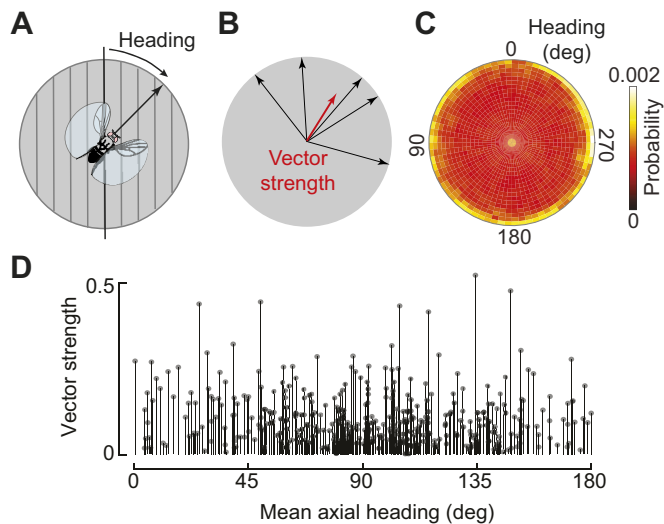 A
Heading
B
Vector
strength
C
Heading
(deg)
0
90
270
180
0.002
Probability
0
D
0.5
Vector strength
0
0
45
90
135
180
Mean axial heading (deg)